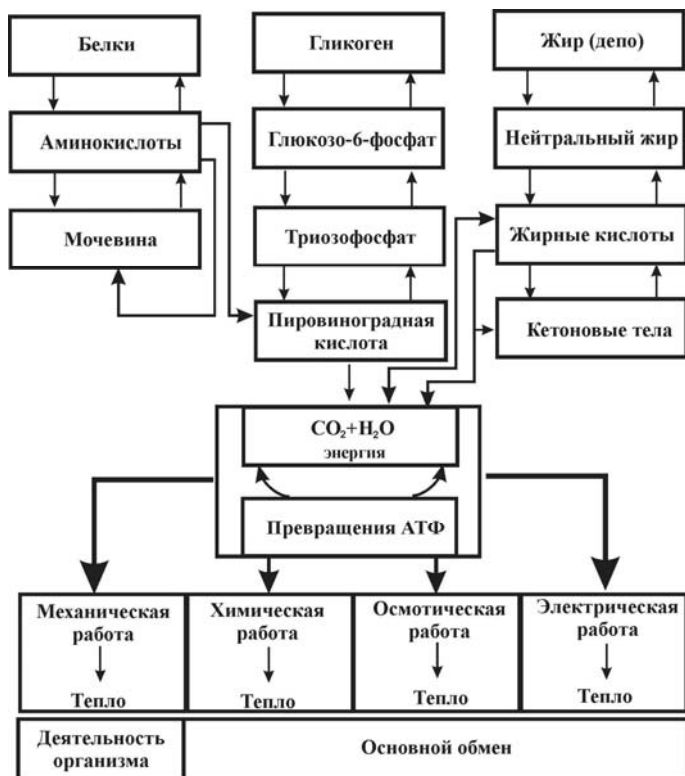 Белки
Гликоген
Жир (депо)
Аминокислоты
Глюкозо-6-фосфат
Нейтральный жир
Мочевина
Триозофосфат
Жирные кислоты
Пировиноградная
кислота
Кетоновые тела
CO₂+H₂O
энергия
Превращения АТФ
Механическая
работа
Тепло
Химическая
работа
Тепло
Осмотическая
работа
Тепло
Электрическая
работа
Тепло
Деятельность
организма
Основной обмен